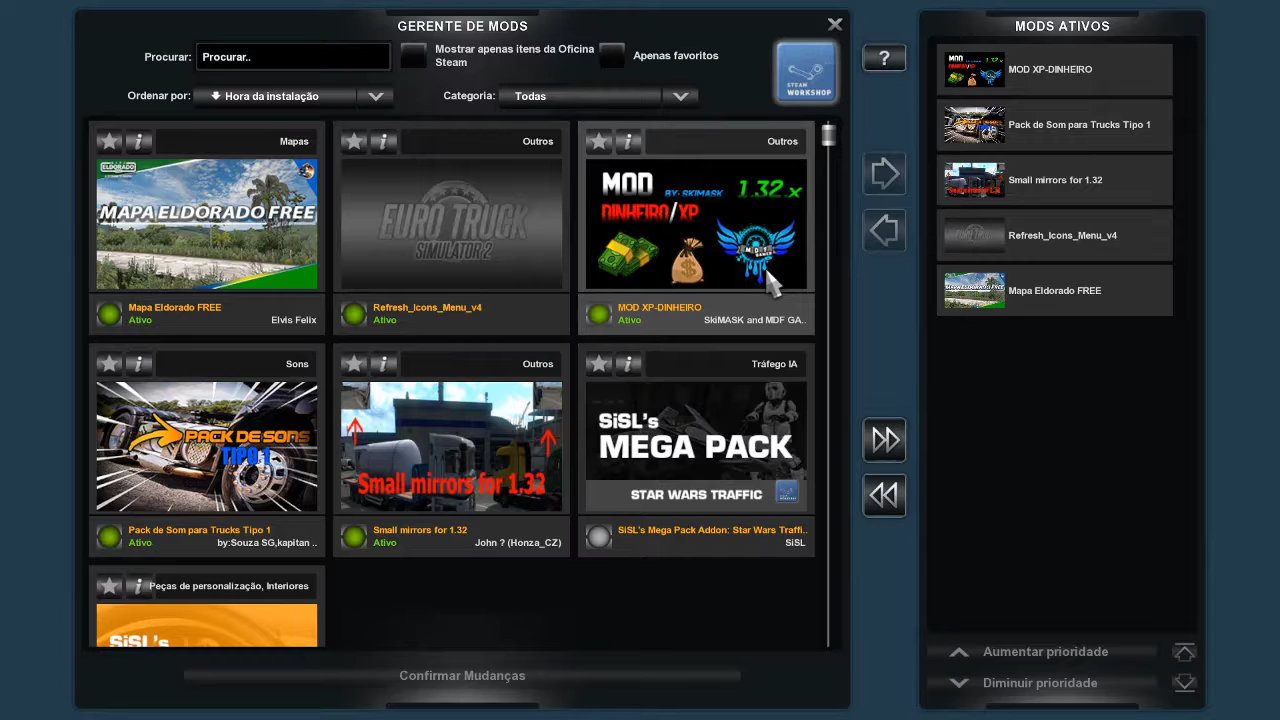 GERENTE DE MODS
Procurar:
Procurar..
Mostrar apenas itens da Oficina
Steam
Apenas favoritos
STEAM
WORKSHOP
Ordenar por:
Hora da instalação
Categoria:
Todas
Mapas
ELDORADO
MAPA ELDORADO FREE
Mapa Eldorado FREE
Ativo
Elvis Felix
Outros
EURO TRUCK
SIMULATOR 2
Refresh_Icons_Menu_v4
Ativo
Outros
MOD BY-SKIMASK 1.32.x
DINHEIRO/XP
MOD XP-DINHEIRO
Ativo
SkiMASK and MDF GA..
Sons
PACK DE SONS
TIPO 1
Pack de Som para Trucks Tipo 1
Ativo
by:Souza SG,kapitan ..
Outros
Small mirrors for 1,32
Small mirrors for 1.32
Ativo
John ? (Honza_CZ)
Tráfego IA
SiSL's
MEGA PACK
STAR WARS TRAFFIC
SiSL's Mega Pack Addon: Star Wars Traffi..
SiSL
Peças de personalização, Interiores
SiSL's
Confirmar Mudanças
?
MODS ATIVOS
MOD XP-DINHEIRO
Pack de Som para Trucks Tipo 1
Small mirrors for 1.32
Refresh_Icons_Menu_v4
Mapa Eldorado FREE
Aumentar prioridade
Diminuir prioridade